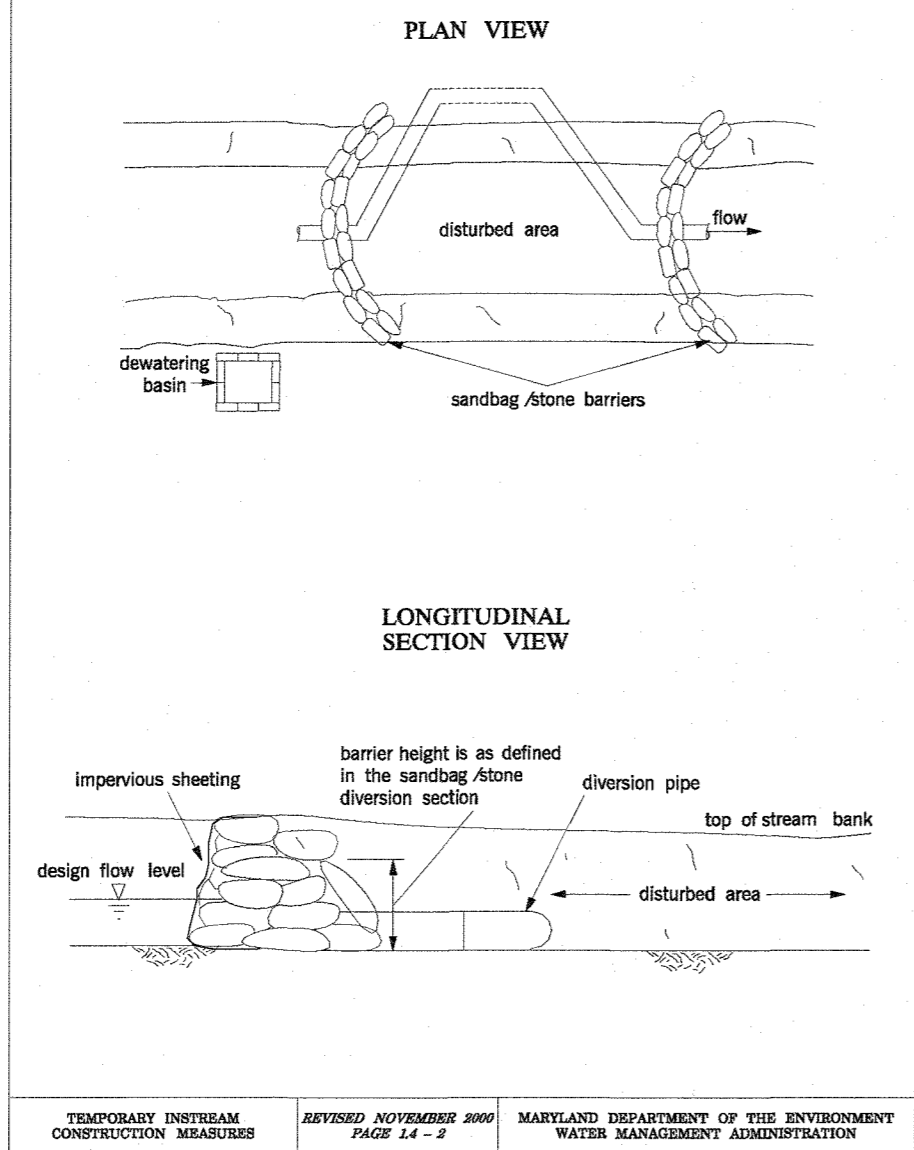 PLAN VIEW
flow
disturbed area
dewatering
basin
sandbag/stone barriers
LONGITUDINAL
SECTION VIEW
barrier height is as defined
in the sandbag/stone
diversion section
impervious sheeting
diversion pipe
top of stream bank
design flow level
disturbed area
TEMPORARY INSTREAM
CONSTRUCTION MEASURES
REVISED NOVEMBER 2000
PAGE 1.4 - 2
MARYLAND DEPARTMENT OF THE ENVIRONMENT
WATER MANAGEMENT ADMINISTRATION